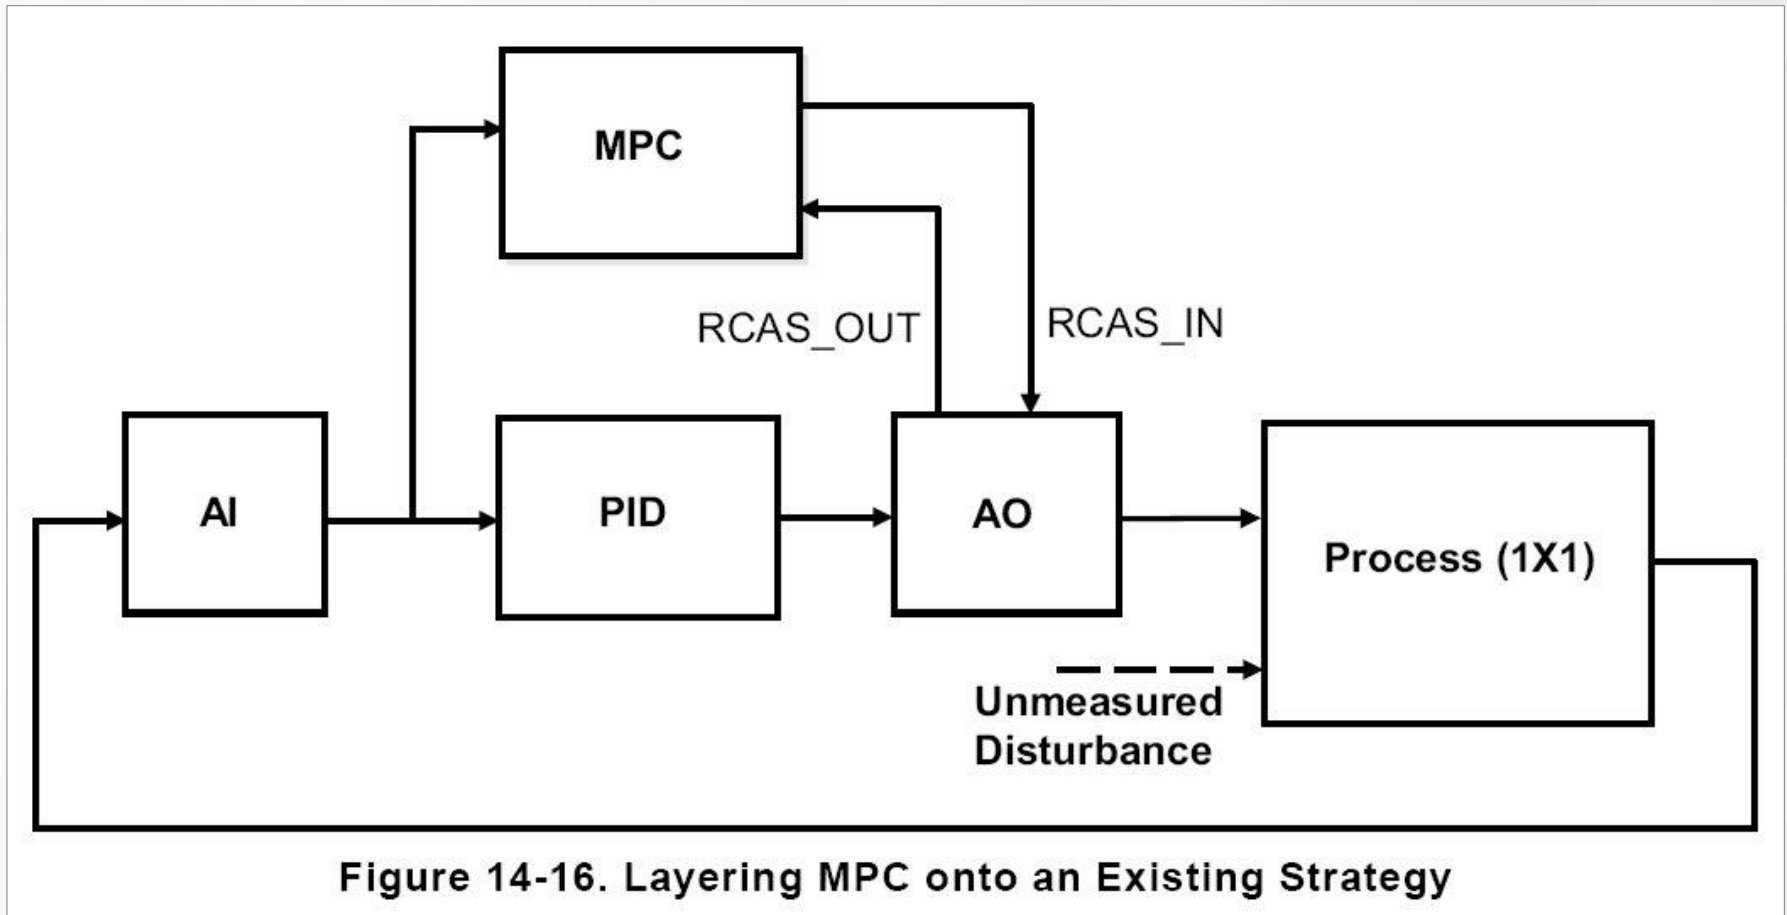 MPC
RCAS_OUT
RCAS_IN
AI
PID
AO
Process (1X1)
Unmeasured
Disturbance
Figure 14-16. Layering MPC onto an Existing Strategy